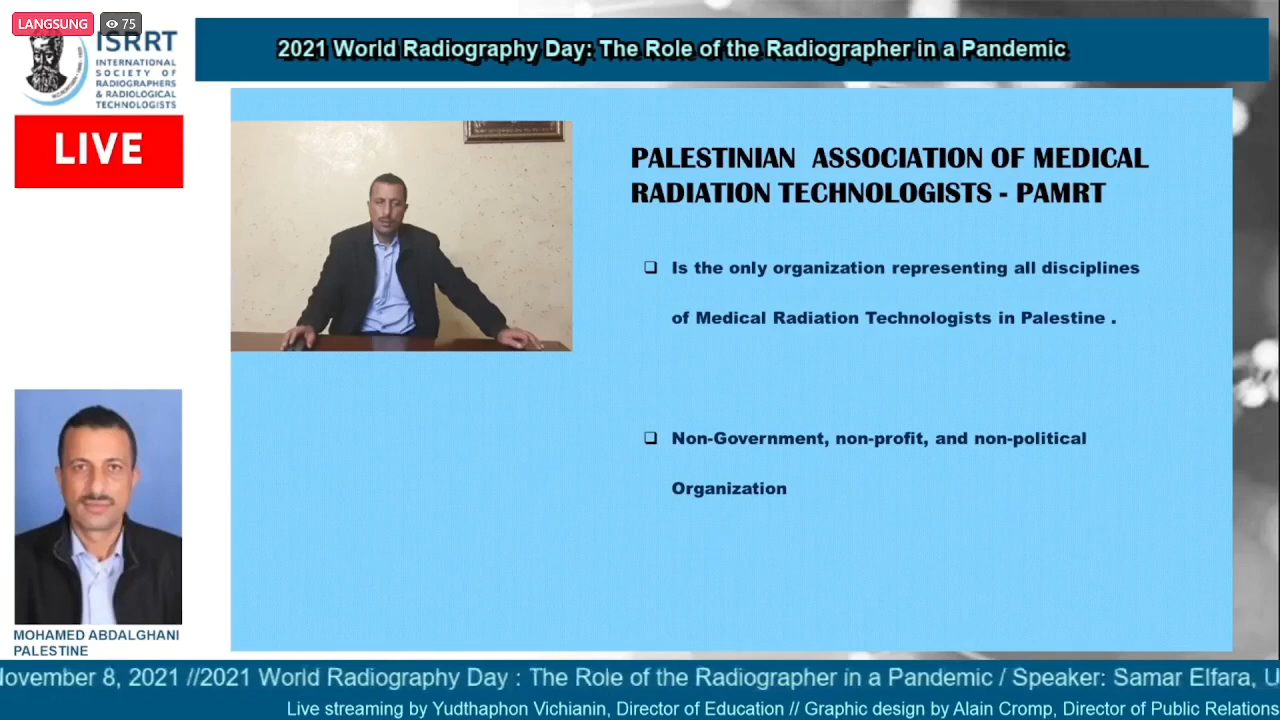 LANGSUNG
75
ISRRT
INTERNATIONAL
SOCIETY OF
RADIOGRAPHERS
& RADIOLOGICAL
TECHNOLOGISTS
2021 World Radiography Day: The Role of the Radiographer in a Pandemic
LIVE
PALESTINIAN ASSOCIATION OF MEDICAL
RADIATION TECHNOLOGISTS - PAMRT
Is the only organization representing all disciplines
of Medical Radiation Technologists in Palestine .
Non-Government, non-profit, and non-political
Organization
MOHAMED ABDALGHANI
PALESTINE
November 8, 2021 //2021 World Radiography Day : The Role of the Radiographer in a Pandemic / Speaker: Samar Elfara, U
Live streaming by Yudthaphon Vichianin, Director of Education // Graphic design by Alain Cromp, Director of Public Relations